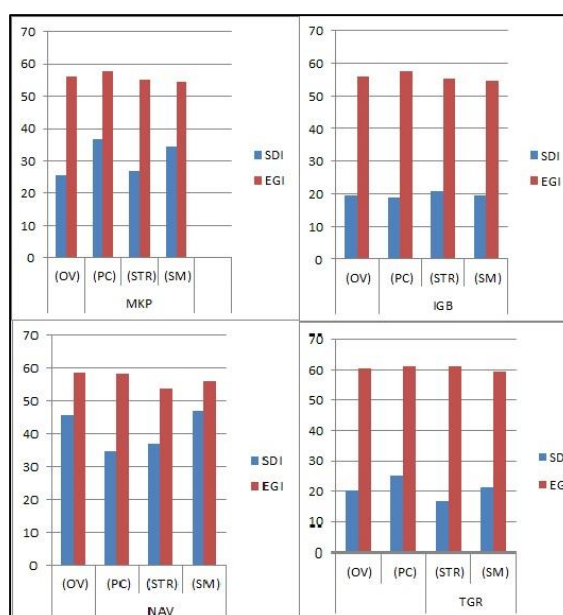 70
60
50
40
30
20
10
0
SDI
EGI
(OV) (PC) (STR) (SM)
MKP
70
60
50
40
30
20
10
0
SDI
EGI
(OV) (PC) (STR) (SM)
IGB
70
60
50
40
30
20
10
0
SDI
EGI
(OV) (PC) (STR) (SM)
NAV
70
60
50
40
30
20
10
0
SD
EG
(OV) (PC) (STR) (SM)
TGR